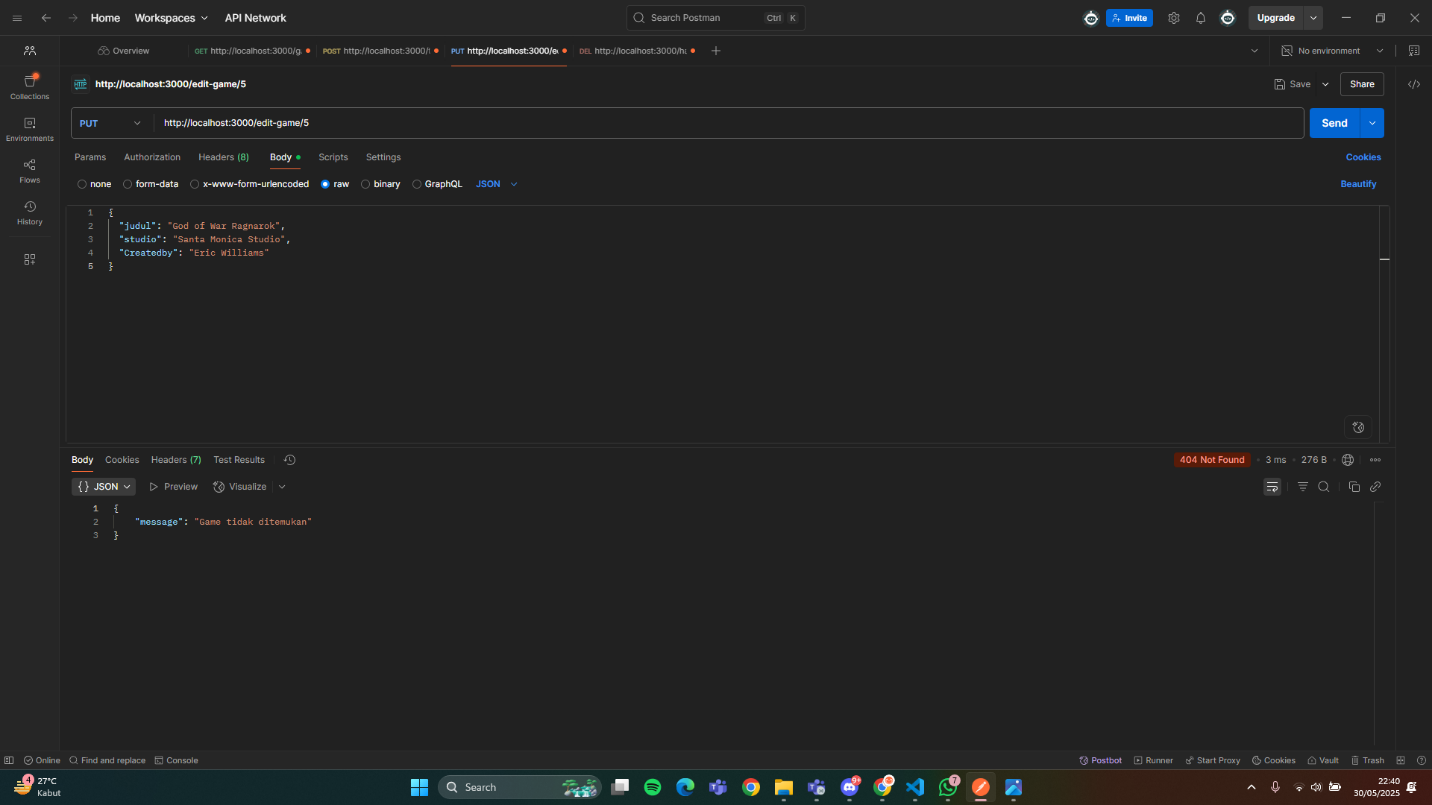 Home Workspaces API Network Search Postman Ctrl K Invite Upgrade
Overview GET http://localhost:3000/g POST http://localhost:3000/t PUT http://localhost:3000/e DEL http://localhost:3000/h No environment
Collections
Environments
Flows
History
HTTP http://localhost:3000/edit-game/5 Save Share
PUT http://localhost:3000/edit-game/5 Send
Params Authorization Headers (8) Body Scripts Settings Cookies
none form-data x-www-form-urlencoded raw binary GraphQL JSON Beautify
1 {
2 "judul": "God of War Ragnarok",
3 "studio": "Santa Monica Studio",
4 "Createdby": "Eric Williams"
5 }
Body Cookies Headers (7) Test Results 404 Not Found 3 ms 276 B
{} JSON Preview Visualize
1 {
2 "message": "Game tidak ditemukan"
3 }
Online Find and replace Console Postbot Runner Start Proxy Cookies Vault Trash
4 27°C
Kabut
Search
9+
7
22:40
30/05/2025